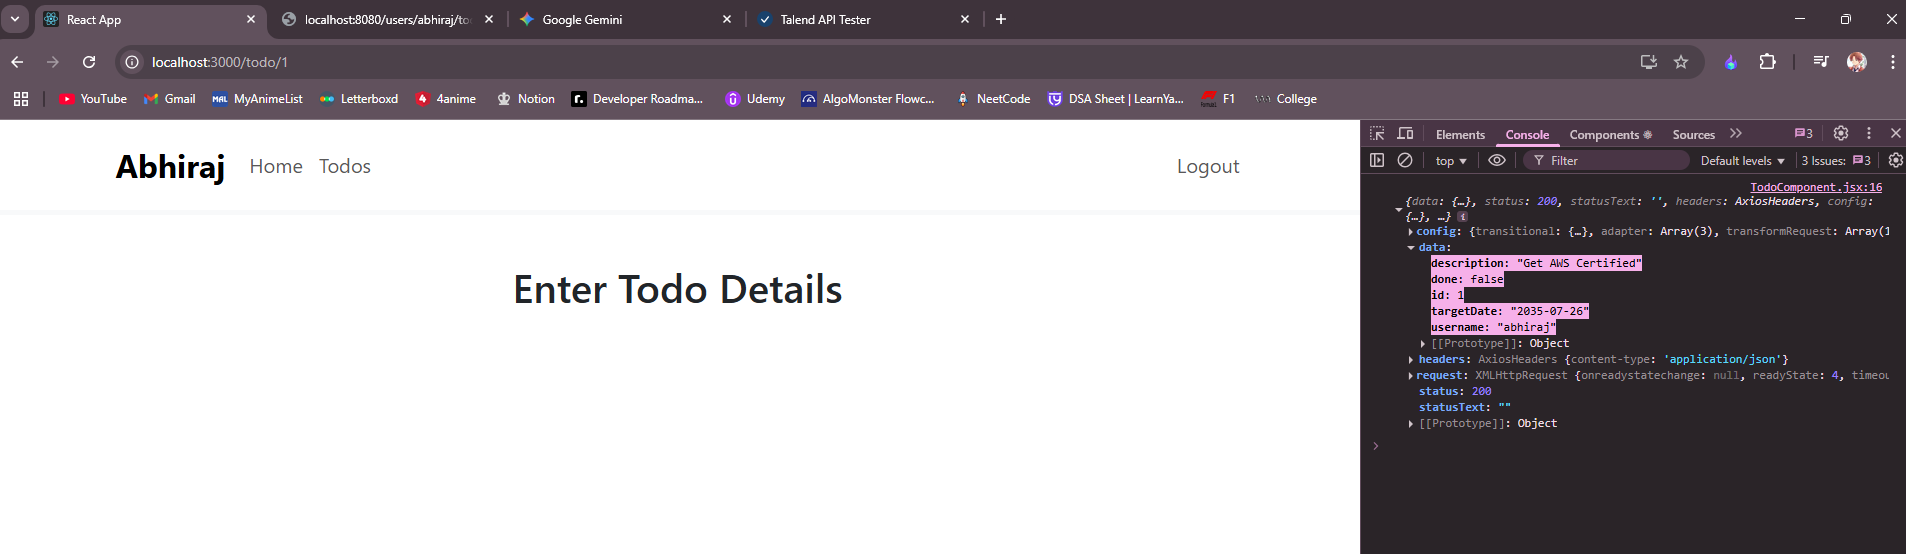 React App
localhost:8080/users/abhiraj/to
Google Gemini
Talend API Tester
localhost:3000/todo/1
YouTube
Gmail
MyAnimeList
Letterboxd
4anime
Notion
Developer Roadma...
Udemy
AlgoMonster Flowc...
NeetCode
DSA Sheet | LearnYa...
F1
College
Abhiraj Home Todos Logout
Enter Todo Details
Elements Console Components Sources 3
top Filter Default levels 3 Issues: 3
TodoComponent.jsx:16
{data: {…}, status: 200, statusText: '', headers: AxiosHeaders, config:
{…}, …}
config: {transitional: {…}, adapter: Array(3), transformRequest: Array(1
data:
description: "Get AWS Certified"
done: false
id: 1
targetDate: "2035-07-26"
username: "abhiraj"
[[Prototype]]: Object
headers: AxiosHeaders {content-type: 'application/json'}
request: XMLHttpRequest {onreadystatechange: null, readyState: 4, timeou
status: 200
statusText: ""
[[Prototype]]: Object